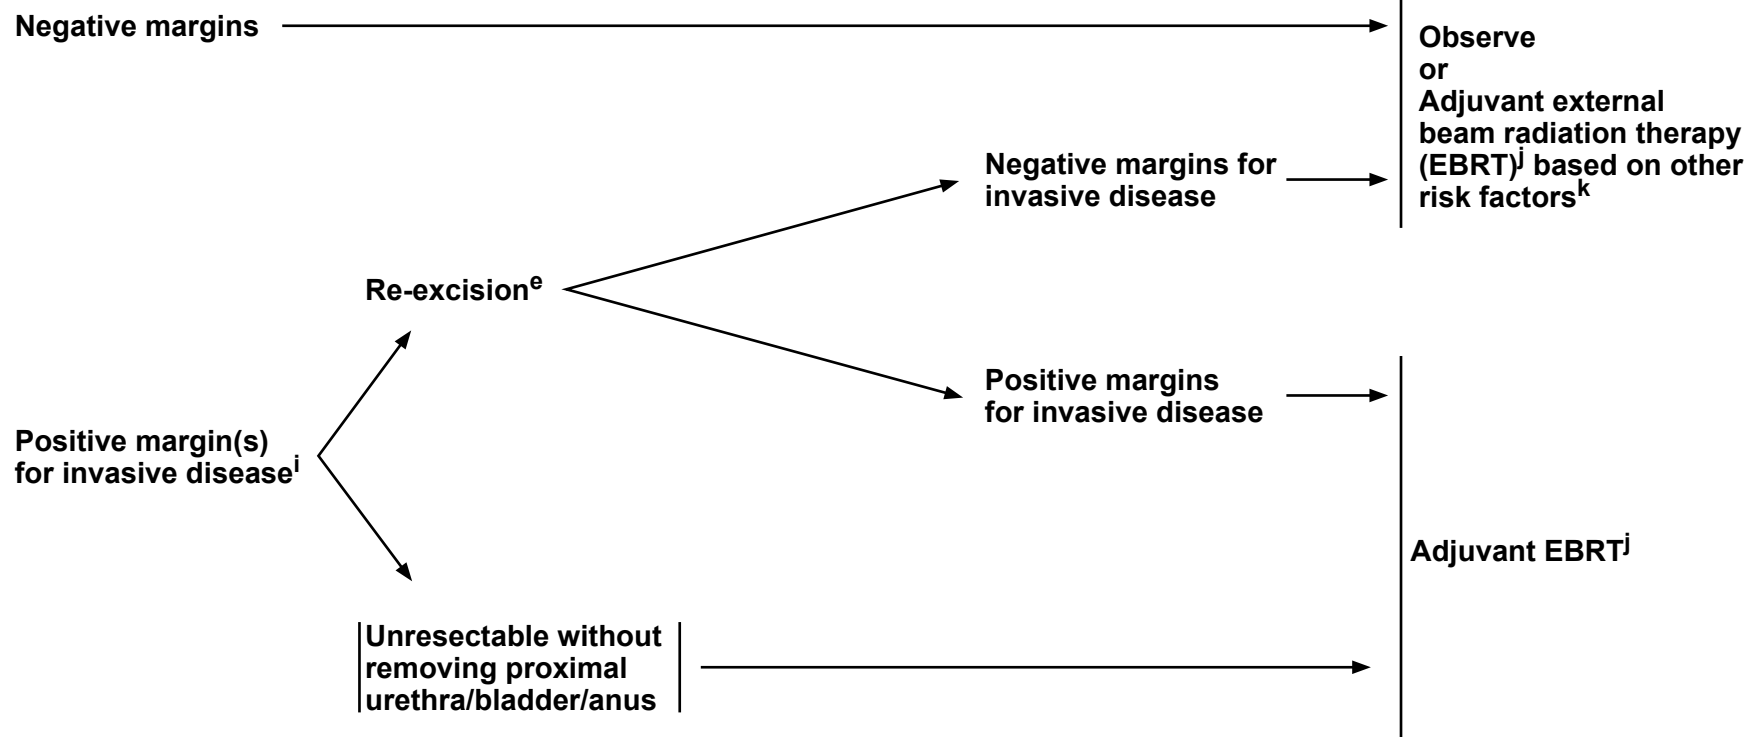 Negative margins
Observe
or
Adjuvant external
beam radiation therapy
(EBRT)j based on other
risk factorsk
Negative margins for
invasive disease
Re-excisione
Positive margins
for invasive disease
Positive margin(s)
for invasive diseasei
Adjuvant EBRTj
Unresectable without
removing proximal
urethra/bladder/anus